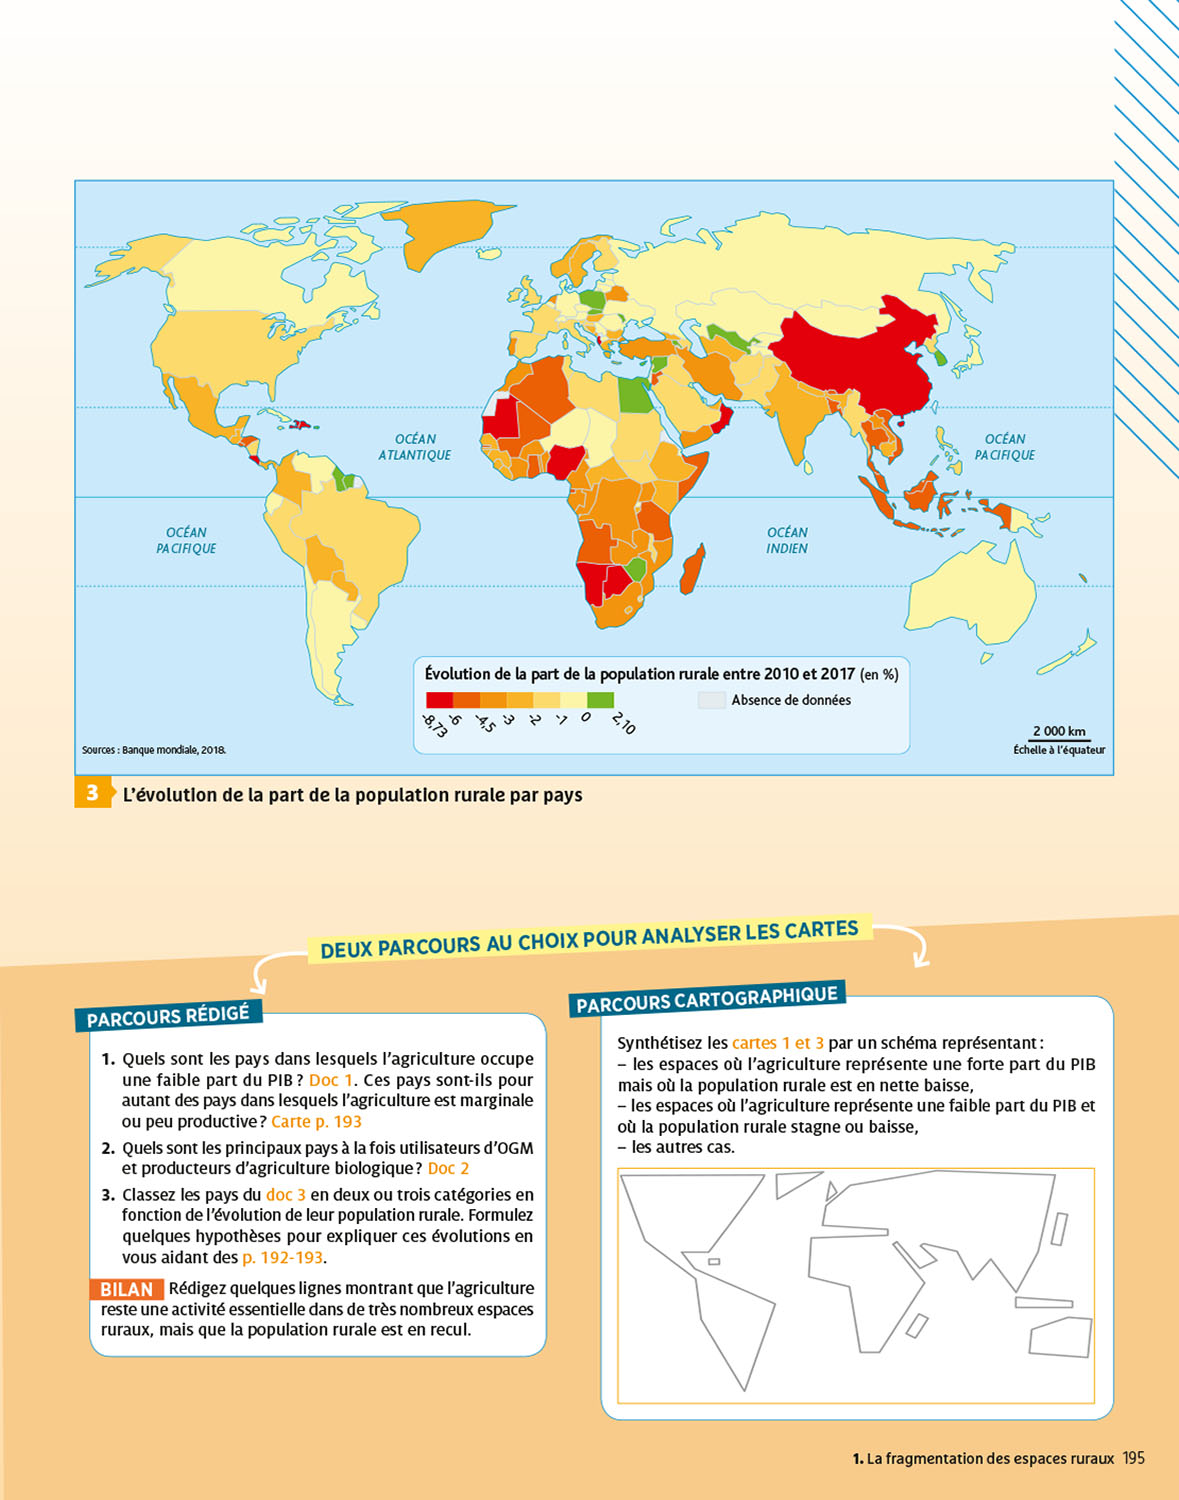 OCÉAN
ATLANTIQUE
OCÉAN
PACIFIQUE
OCÉAN
PACIFIQUE
OCÉAN
INDIEN
Évolution de la part de la population rurale entre 2010 et 2017 (en %)
-8,73 -6 -4,5 -3 -2 -1 0 2,10
Absence de données
2 000 km
Échelle à l'équateur
Sources : Banque mondiale, 2018.
3 L'évolution de la part de la population rurale par pays
DEUX PARCOURS AU CHOIX POUR ANALYSER LES CARTES
PARCOURS RÉDIGÉ
1. Quels sont les pays dans lesquels l'agriculture occupe
une faible part du PIB ? Doc 1. Ces pays sont-ils pour
autant des pays dans lesquels l'agriculture est marginale
ou peu productive ? Carte p. 193
2. Quels sont les principaux pays à la fois utilisateurs d'OGM
et producteurs d'agriculture biologique ? Doc 2
3. Classez les pays du doc 3 en deux ou trois catégories en
fonction de l'évolution de leur population rurale. Formulez
quelques hypothèses pour expliquer ces évolutions en
vous aidant des p. 192-193.
BILAN Rédigez quelques lignes montrant que l'agriculture
reste une activité essentielle dans de très nombreux espaces
ruraux, mais que la population rurale est en recul.
PARCOURS CARTOGRAPHIQUE
Synthétisez les cartes 1 et 3 par un schéma représentant :
– les espaces où l'agriculture représente une forte part du PIB
mais où la population rurale est en nette baisse,
– les espaces où l'agriculture représente une faible part du PIB et
où la population rurale stagne ou baisse,
– les autres cas.
1. La fragmentation des espaces ruraux 195